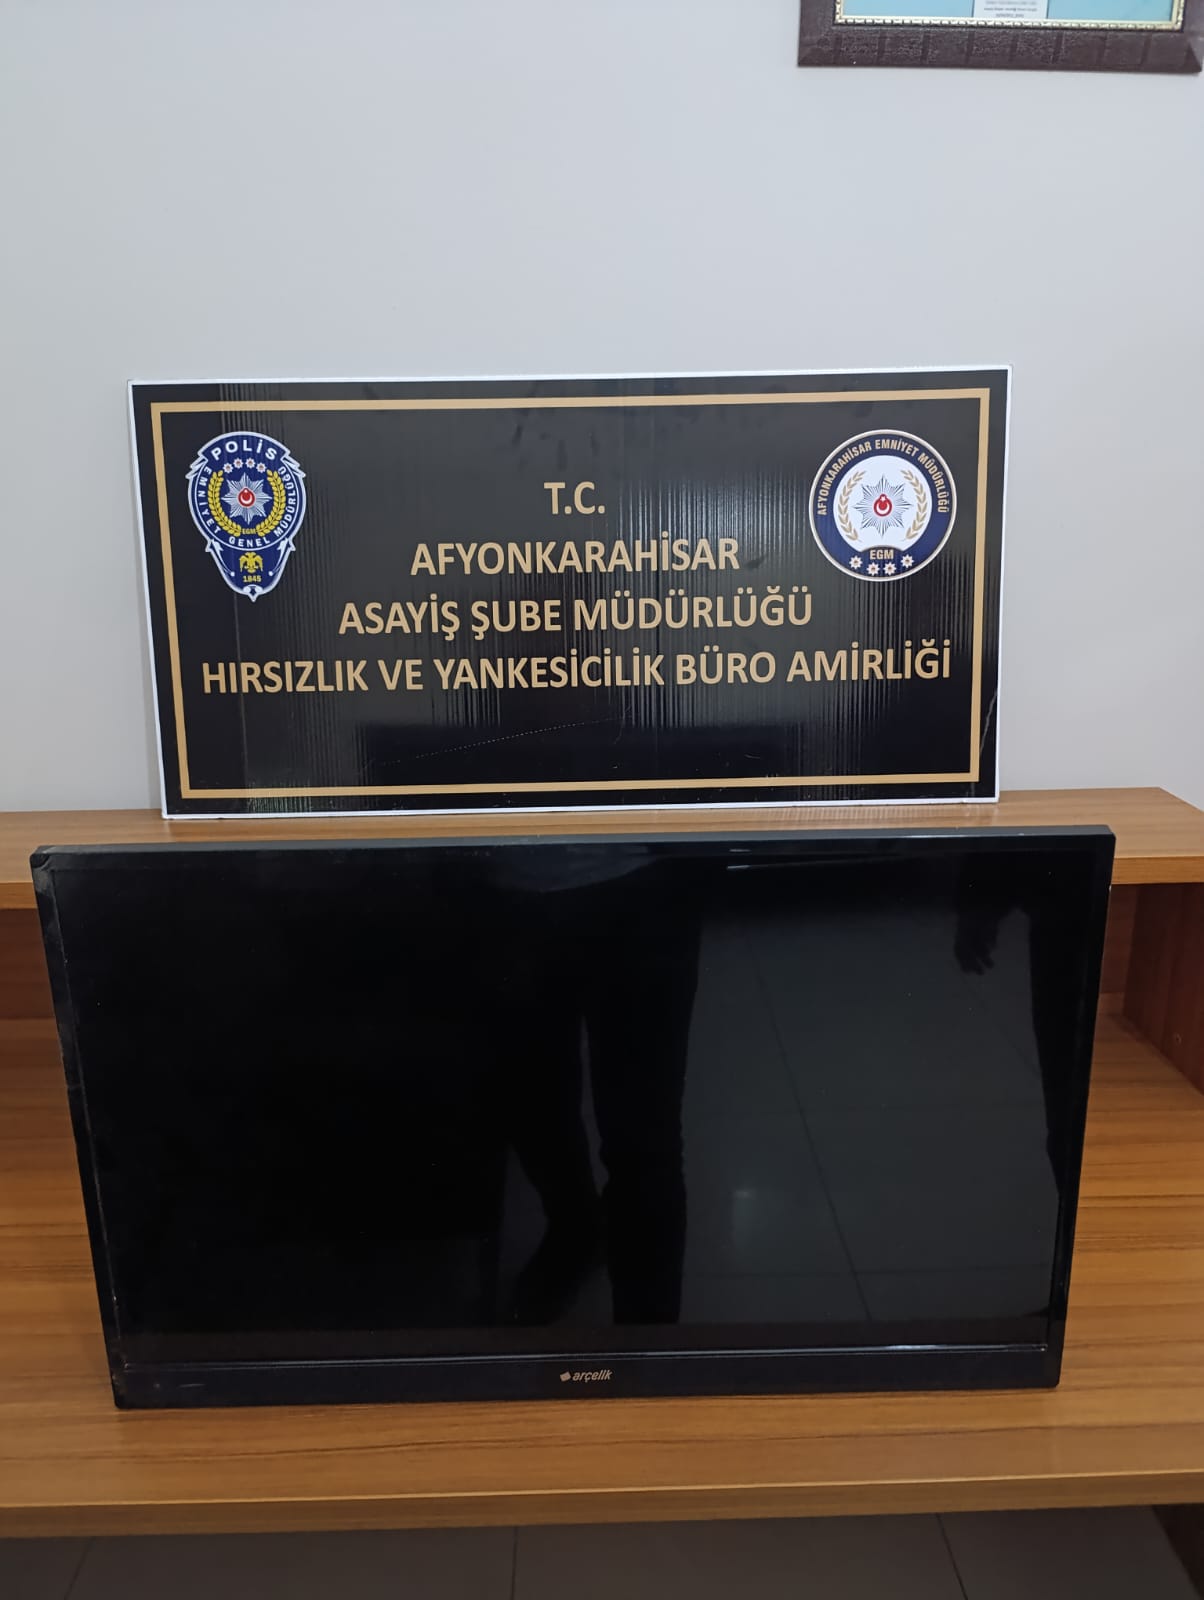 POLİS
EMNİYET GENEL MÜDÜRLÜĞÜ
EGM
1845
AFYONKARAHİSAR EMNİYET MÜDÜRLÜĞÜ
EGM
T.C.
AFYONKARAHİSAR
ASAYİŞ ŞUBE MÜDÜRLÜĞÜ
HIRSIZLIK VE YANKESİCİLİK BÜRO AMİRLİĞİ
arçelik